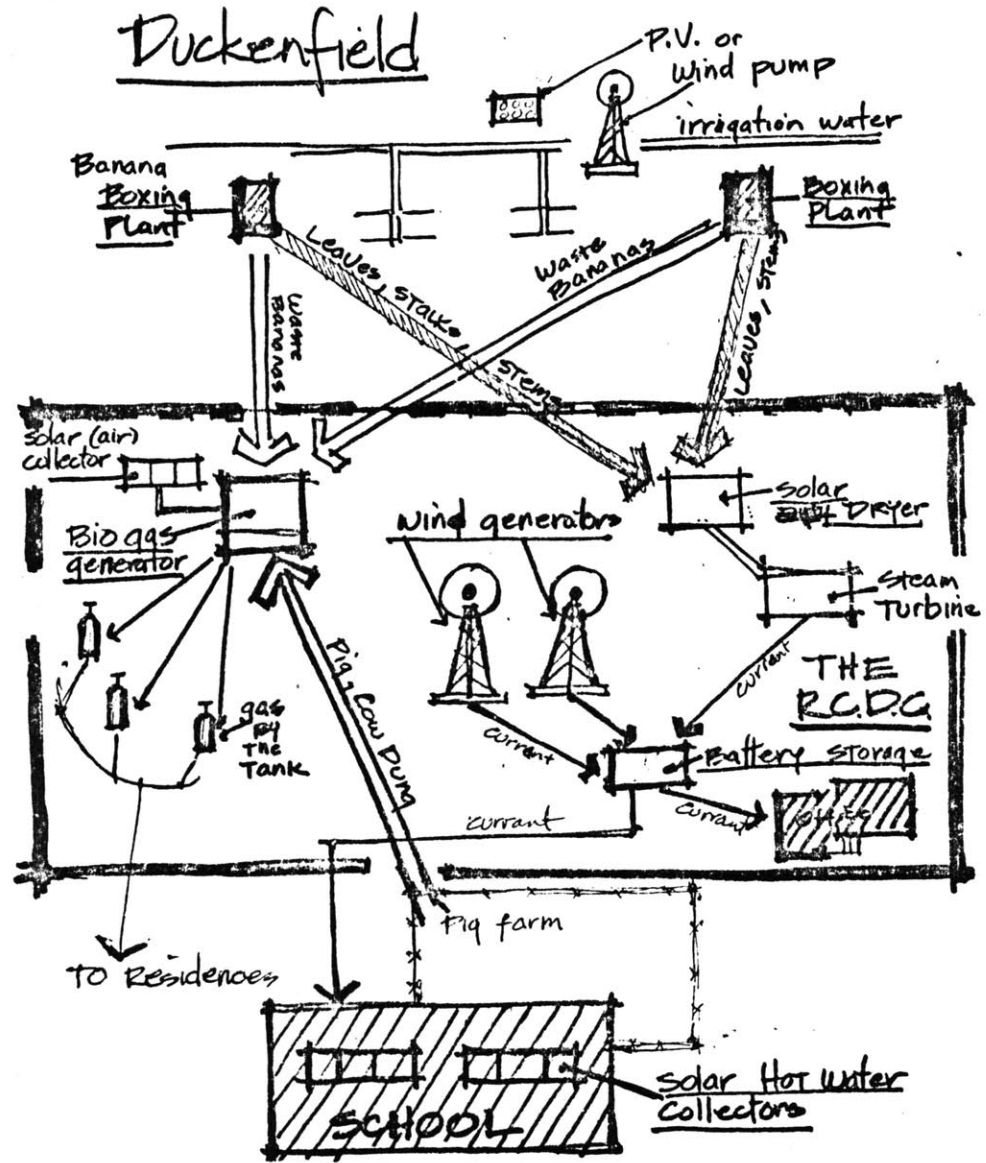 Duckenfield
P.V. or
Wind pump
irrigation water
Banana
Boxing
Plant
Boxing
Plant
Leaves, Stalks,
Stems
Waste
Bananas
Waste
Bananas
Leaves, Stems
Solar (air)
collector
Bio gas
generator
Wind generators
Solar
DRYER
Steam
Turbine
THE
R.C.D.C
Pig, Cow Dung
current
current
gas
By
The
Tank
Battery storage
current
current
Pig farm
To Residences
Solar Hot Water
Collectors
SCHOOL